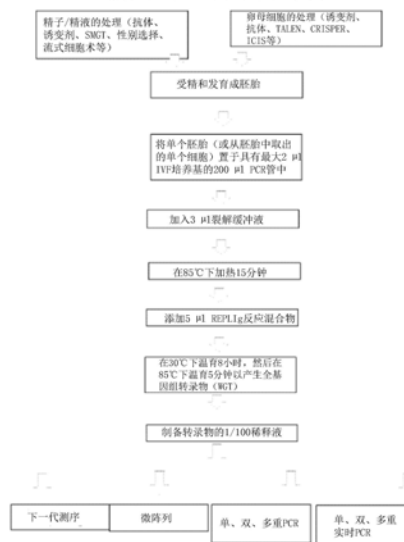 精子/精液的处理（抗体、
诱变剂、SMGT、性别选择、
流式细胞术等）
卵母细胞的处理（诱变剂、
抗体、TALEN、CRISPER、
ICIS等）
受精和发育成胚胎
将单个胚胎（或从胚胎中取出
的单个细胞）置于具有最大2 μl
IVF培养基的200 μl PCR管中
加入3 μl裂解缓冲液
在85℃下加热15分钟
添加5 μl REPLIg反应混合物
在30℃下温育8小时，然后在
85℃下温育5分钟以产生全基
因组转录物（WGT）
制备转录物的1/100稀释液
下一代测序
微阵列
单、双、多重PCR
单、双、多重
实时PCR